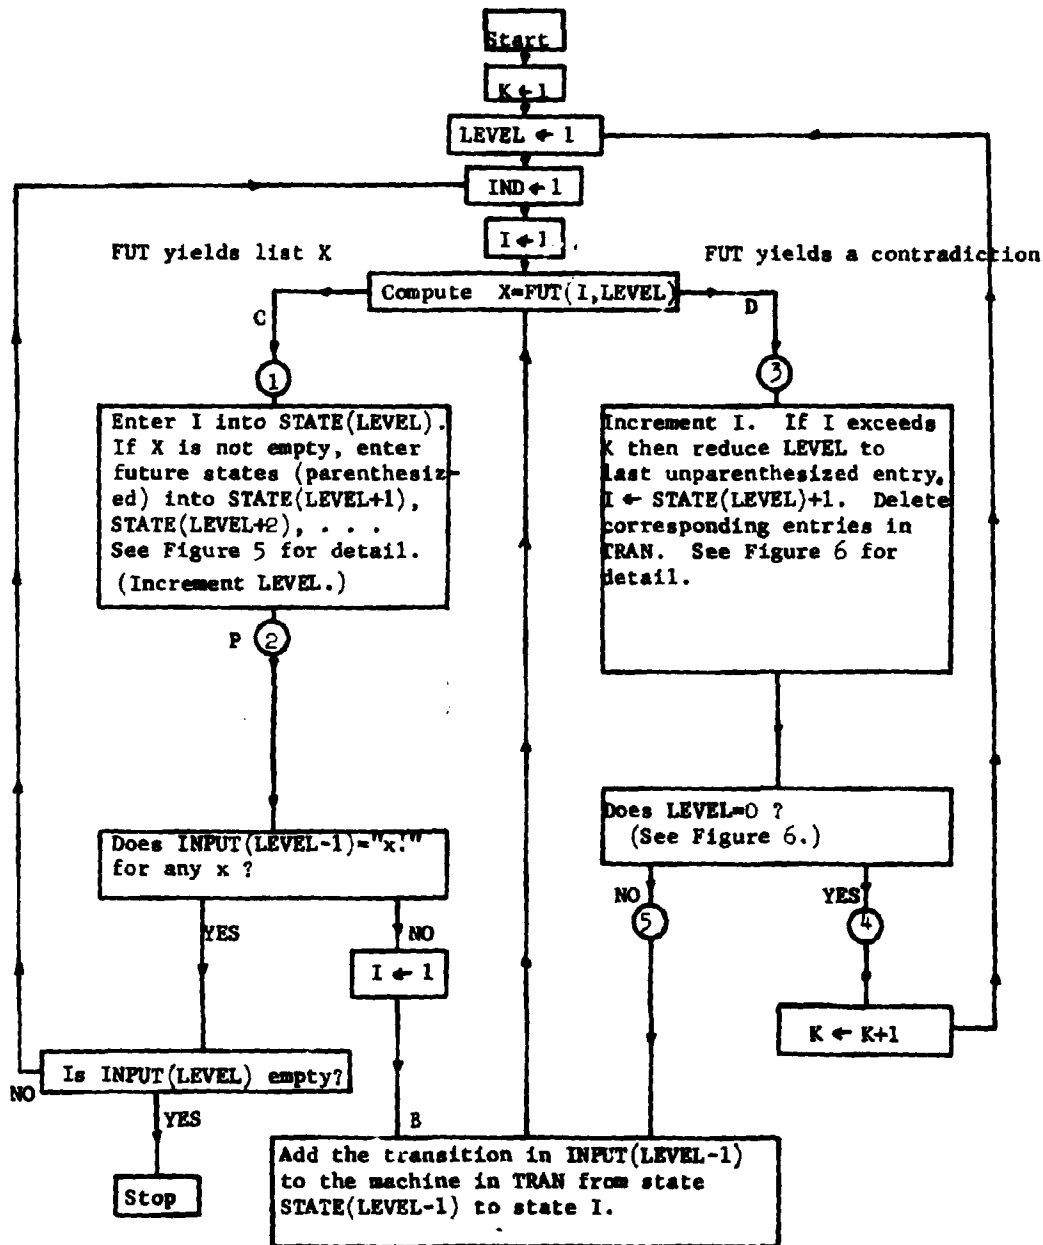 Start
K ← 1
LEVEL ← 1
IND ← 1
I ← 1
FUT yields list X
FUT yields a contradiction
Compute X=FUT(I,LEVEL)
C
D
1
3
Enter I into STATE(LEVEL).
If X is not empty, enter
future states (parenthesiz-
ed) into STATE(LEVEL+1),
STATE(LEVEL+2), . . .
See Figure 5 for detail.
(Increment LEVEL.)
Increment I. If I exceeds
K then reduce LEVEL to
last unparenthesized entry.
I ← STATE(LEVEL)+1. Delete
corresponding entries in
TRAN. See Figure 6 for
detail.
P
2
Does INPUT(LEVEL-1)="x!"
for any x ?
Does LEVEL=0 ?
(See Figure 6.)
NO
YES
5
4
YES
NO
I ← 1
K ← K+1
Is INPUT(LEVEL) empty?
NO
YES
B
Stop
Add the transition in INPUT(LEVEL-1)
to the machine in TRAN from state
STATE(LEVEL-1) to state I.